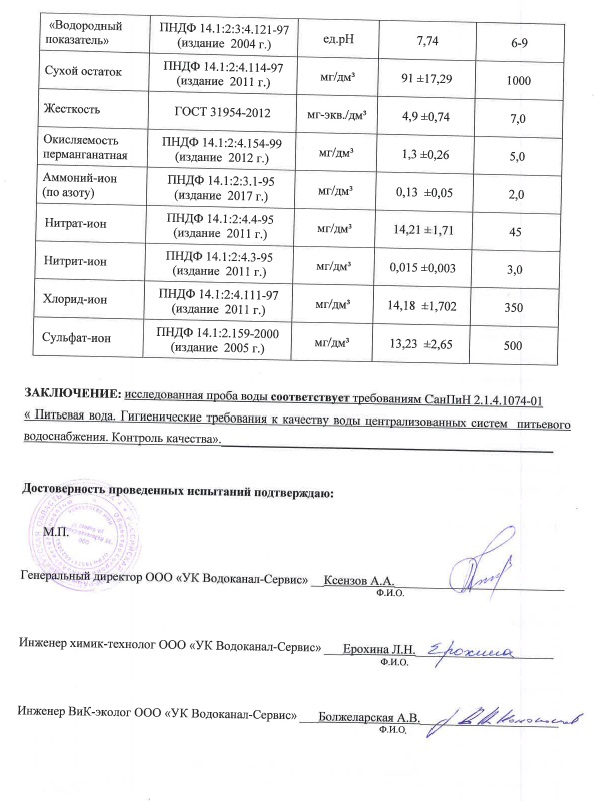 «Водородный показатель» ПНДФ 14.1:2:3:4.121-97 (издание 2004 г.) ед.pH 7,74 6-9
Сухой остаток ПНДФ 14.1:2:4.114-97 (издание 2011 г.) мг/дм³ 91 ±17,29 1000
Жесткость ГОСТ 31954-2012 мг-экв./дм³ 4,9 ±0,74 7,0
Окисляемость перманганатная ПНДФ 14.1:2:4.154-99 (издание 2012 г.) мг/дм³ 1,3 ±0,26 5,0
Аммоний-ион (по азоту) ПНДФ 14.1:2:3.1-95 (издание 2017 г.) мг/дм³ 0,13 ±0,05 2,0
Нитрат-ион ПНДФ 14.1:2:4.4-95 (издание 2011 г.) мг/дм³ 14,21 ±1,71 45
Нитрит-ион ПНДФ 14.1:2:4.3-95 (издание 2011 г.) мг/дм³ 0,015 ±0,003 3,0
Хлорид-ион ПНДФ 14.1:2:4.111-97 (издание 2011 г.) мг/дм³ 14,18 ±1,702 350
Сульфат-ион ПНДФ 14.1:2.159-2000 (издание 2005 г.) мг/дм³ 13,23 ±2,65 500
ЗАКЛЮЧЕНИЕ: исследованная проба воды соответствует требованиям СанПиН 2.1.4.1074-01
« Питьевая вода. Гигиенические требования к качеству воды централизованных систем питьевого
водоснабжения. Контроль качества».
Достоверность проведенных испытаний подтверждаю:
М.П.
Генеральный директор ООО «УК Водоканал-Сервис» Ксензов А.А.
Ф.И.О.
Инженер химик-технолог ООО «УК Водоканал-Сервис» Ерохина Л.Н. Ерохина
Ф.И.О.
Инженер ВиК-эколог ООО «УК Водоканал-Сервис» Болжеларская А.В.
Ф.И.О,